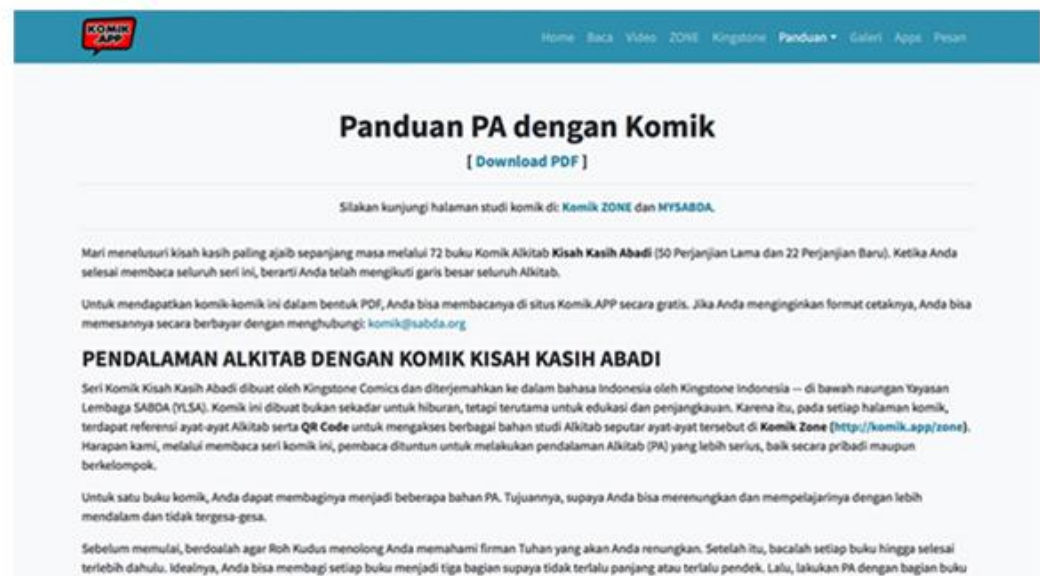 KOMIK
APP
Home Baca Video ZONE Kingstone Panduan Galeri Apps Pesan
Panduan PA dengan Komik
[ Download PDF ]
Silakan kunjungi halaman studi komik di: Komik ZONE dan MYSABDA.
Mari menelusuri kisah kasih paling ajaib sepanjang masa melalui 72 buku Komik Alkitab Kisah Kasih Abadi (50 Perjanjian Lama dan 22 Perjanjian Baru). Ketika Anda
selesai membaca seluruh seri ini, berarti Anda telah mengikuti garis besar seluruh Alkitab.
Untuk mendapatkan komik-komik ini dalam bentuk PDF, Anda bisa membacanya di situs Komik.APP secara gratis. Jika Anda menginginkan format cetaknya, Anda bisa
memesannya secara berbayar dengan menghubungi: komik@sabda.org
PENDALAMAN ALKITAB DENGAN KOMIK KISAH KASIH ABADI
Seri Komik Kisah Kasih Abadi dibuat oleh Kingstone Comics dan diterjemahkan ke dalam bahasa Indonesia oleh Kingstone Indonesia — di bawah naungan Yayasan
Lembaga SABDA (YLSA). Komik ini dibuat bukan sekadar untuk hiburan, tetapi terutama untuk edukasi dan penjangkauan. Karena itu, pada setiap halaman komik,
terdapat referensi ayat-ayat Alkitab serta QR Code untuk mengakses berbagai bahan studi Alkitab seputar ayat-ayat tersebut di Komik Zone (http://komik.app/zone).
Harapan kami, melalui membaca seri komik ini, pembaca dituntun untuk melakukan pendalaman Alkitab (PA) yang lebih serius, baik secara pribadi maupun
berkelompok.
Untuk satu buku komik, Anda dapat membaginya menjadi beberapa bahan PA. Tujuannya, supaya Anda bisa merenungkan dan mempelajarinya dengan lebih
mendalam dan tidak tergesa-gesa.
Sebelum memulai, berdoalah agar Roh Kudus menolong Anda memahami firman Tuhan yang akan Anda renungkan. Setelah itu, bacalah setiap buku hingga selesai
terlebih dahulu. Idealnya, Anda bisa membagi setiap buku menjadi tiga bagian supaya tidak terlalu panjang atau terlalu pendek. Lalu, lakukan PA dengan bagian buku